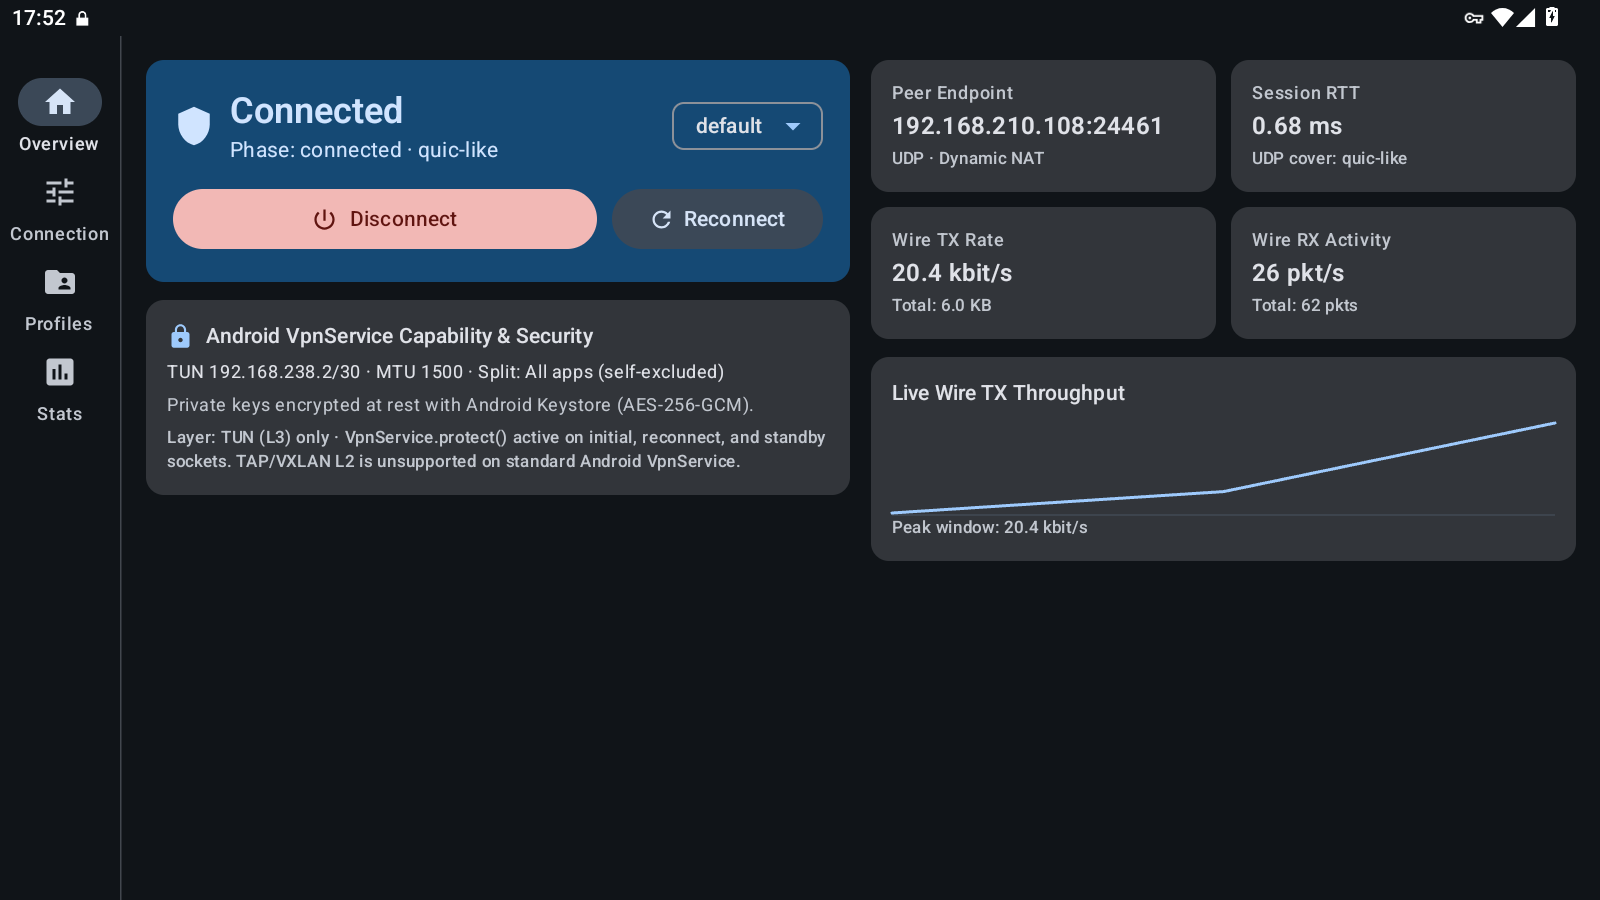 17:52
Overview
Connection
Profiles
Stats
Connected
Phase: connected · quic-like
default
Disconnect
Reconnect
Android VpnService Capability & Security
TUN 192.168.238.2/30 · MTU 1500 · Split: All apps (self-excluded)
Private keys encrypted at rest with Android Keystore (AES-256-GCM).
Layer: TUN (L3) only · VpnService.protect() active on initial, reconnect, and standby
sockets. TAP/VXLAN L2 is unsupported on standard Android VpnService.
Peer Endpoint
192.168.210.108:24461
UDP · Dynamic NAT
Session RTT
0.68 ms
UDP cover: quic-like
Wire TX Rate
20.4 kbit/s
Total: 6.0 KB
Wire RX Activity
26 pkt/s
Total: 62 pkts
Live Wire TX Throughput
Peak window: 20.4 kbit/s